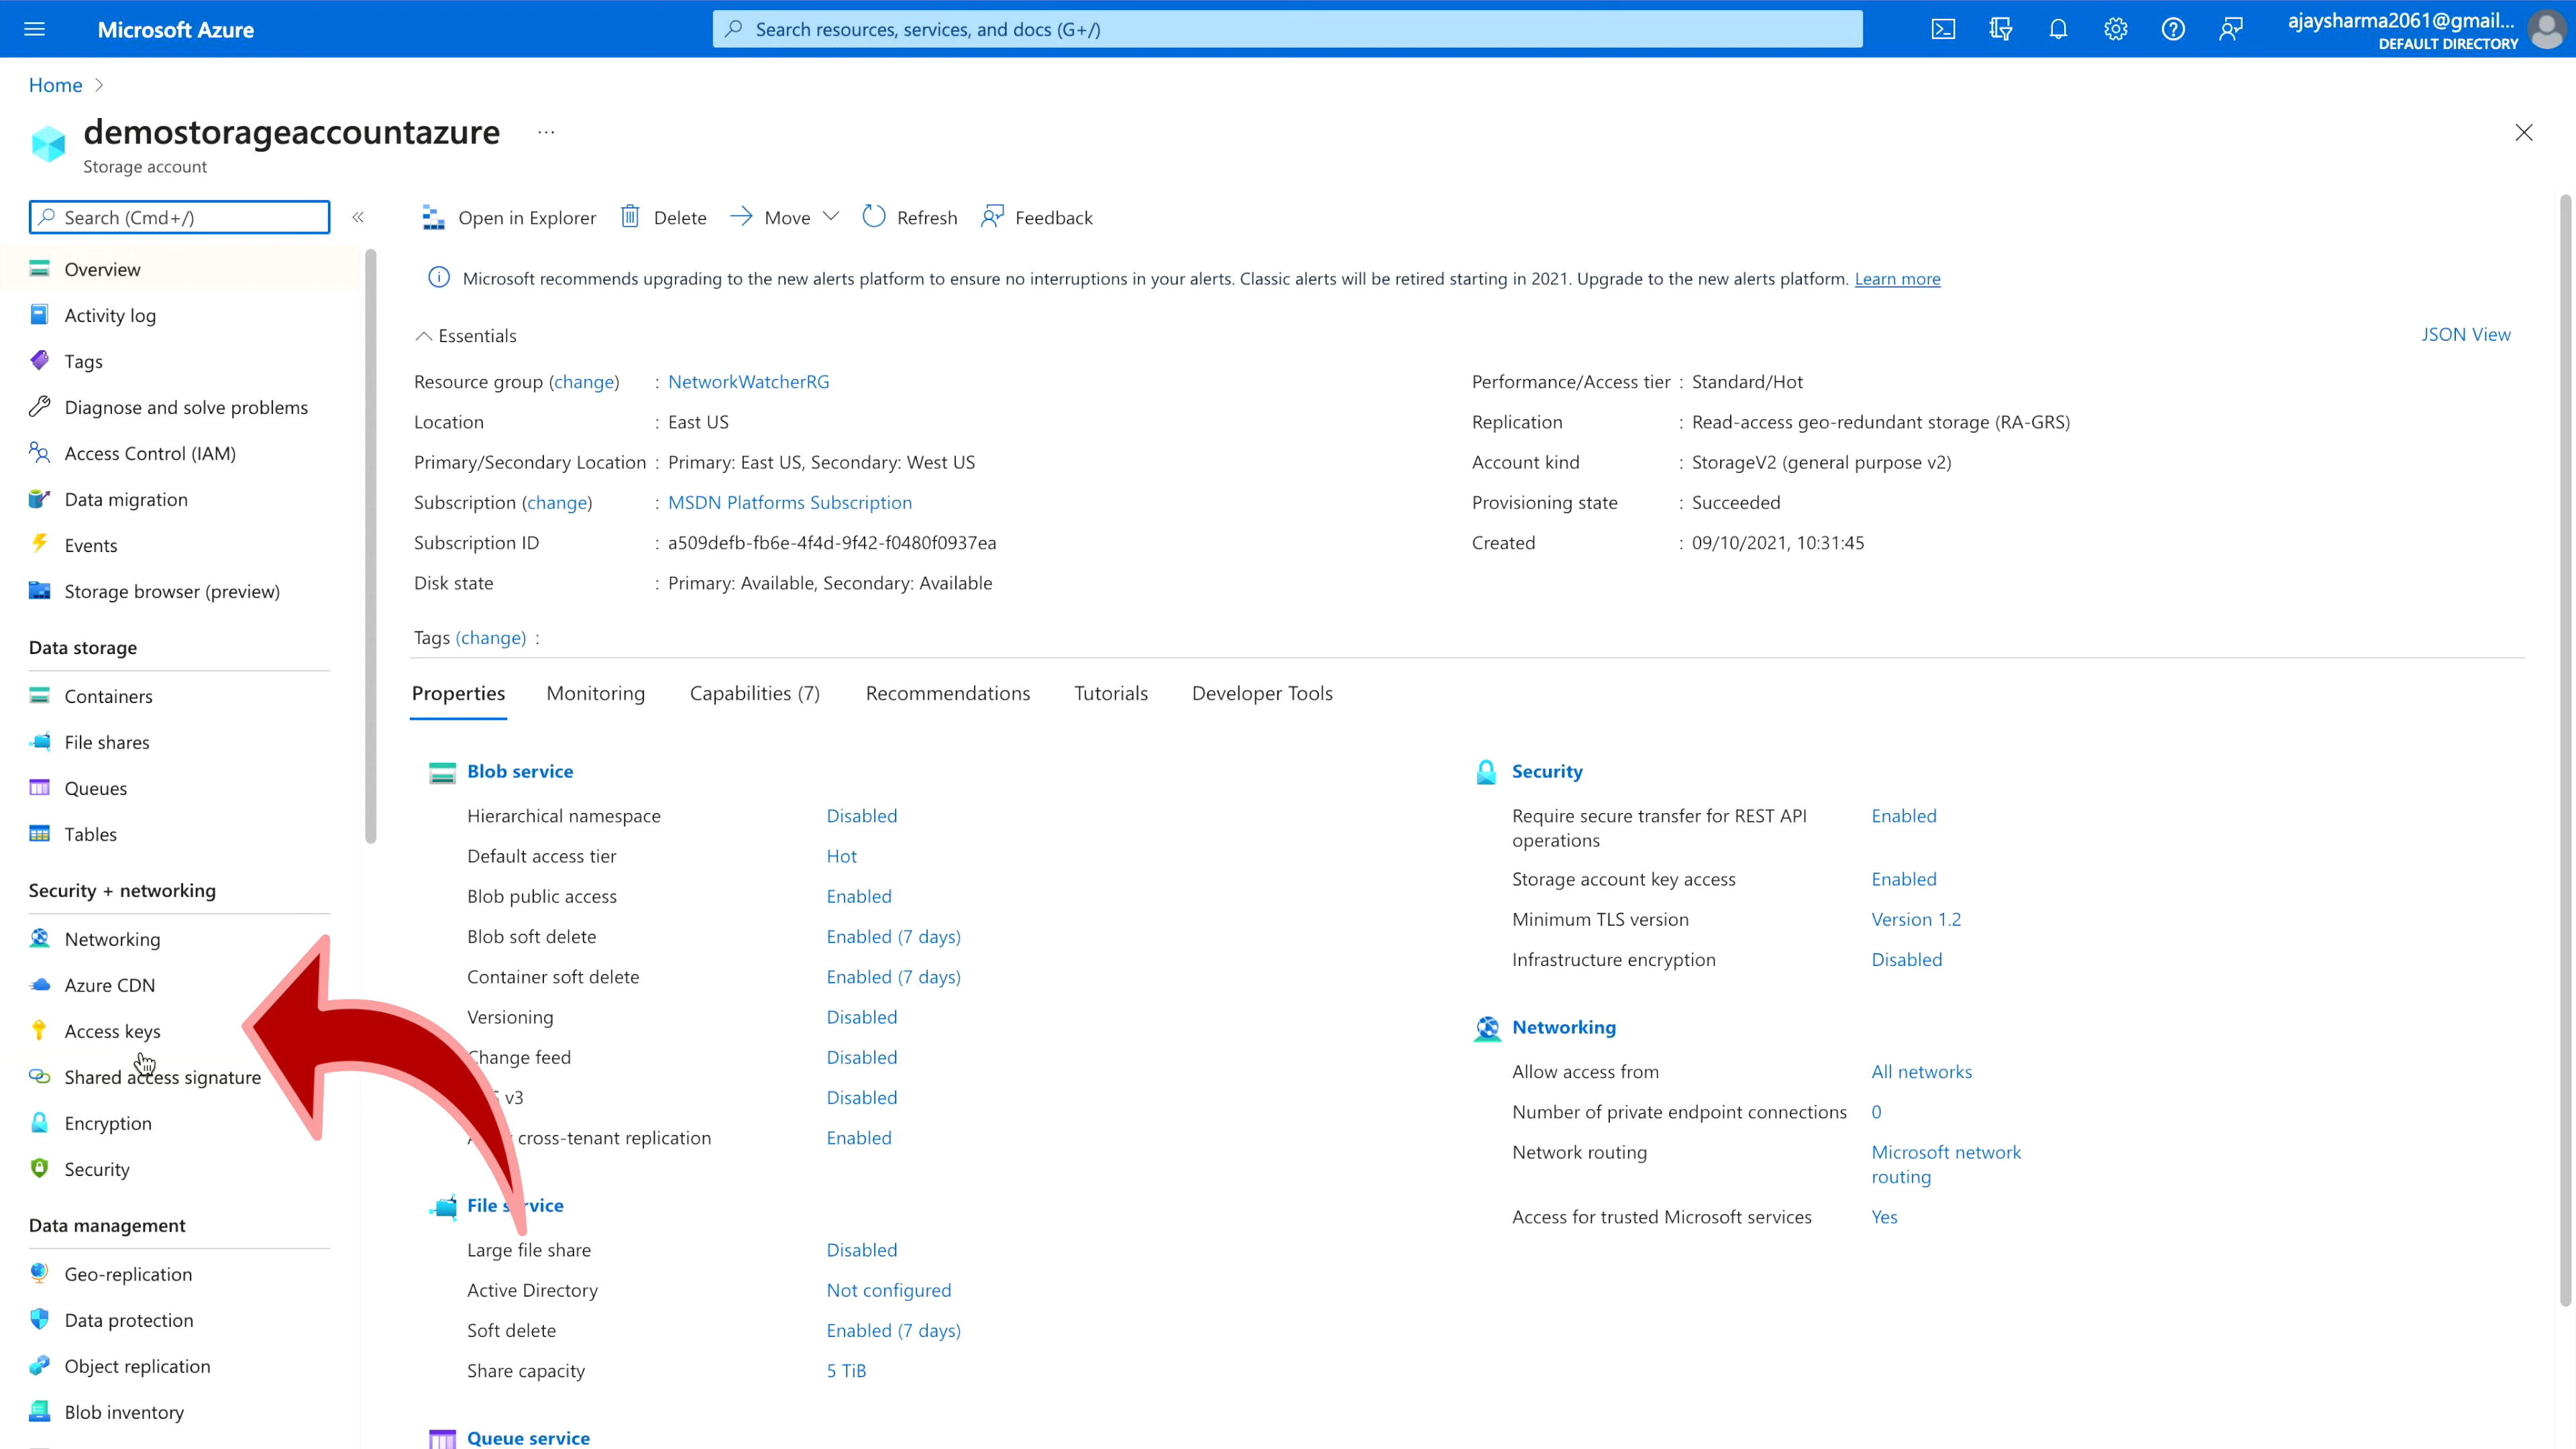 Microsoft Azure
Search resources, services, and docs (G+/)
ajaysharma2061@gmail...
DEFAULT DIRECTORY
Home
demostorageaccountazure ...
Storage account
Search (Cmd+/)
Open in Explorer
Delete
Move
Refresh
Feedback
Overview
Activity log
Tags
Diagnose and solve problems
Access Control (IAM)
Data migration
Events
Storage browser (preview)
Data storage
Containers
File shares
Queues
Tables
Security + networking
Networking
Azure CDN
Access keys
Shared access signature
Encryption
Security
Data management
Geo-replication
Data protection
Object replication
Blob inventory
Microsoft recommends upgrading to the new alerts platform to ensure no interruptions in your alerts. Classic alerts will be retired starting in 2021. Upgrade to the new alerts platform. Learn more
Essentials
JSON View
Resource group (change) : NetworkWatcherRG
Location : East US
Primary/Secondary Location : Primary: East US, Secondary: West US
Subscription (change) : MSDN Platforms Subscription
Subscription ID : a509defb-fb6e-4f4d-9f42-f0480f0937ea
Disk state : Primary: Available, Secondary: Available
Performance/Access tier : Standard/Hot
Replication : Read-access geo-redundant storage (RA-GRS)
Account kind : StorageV2 (general purpose v2)
Provisioning state : Succeeded
Created : 09/10/2021, 10:31:45
Tags (change) :
Properties
Monitoring
Capabilities (7)
Recommendations
Tutorials
Developer Tools
Blob service
Hierarchical namespace Disabled
Default access tier Hot
Blob public access Enabled
Blob soft delete Enabled (7 days)
Container soft delete Enabled (7 days)
Versioning Disabled
Change feed Disabled
v3 Disabled
cross-tenant replication Enabled
File service
Large file share Disabled
Active Directory Not configured
Soft delete Enabled (7 days)
Share capacity 5 TiB
Queue service
Security
Require secure transfer for REST API Enabled
operations
Storage account key access Enabled
Minimum TLS version Version 1.2
Infrastructure encryption Disabled
Networking
Allow access from All networks
Number of private endpoint connections 0
Network routing Microsoft network
routing
Access for trusted Microsoft services Yes